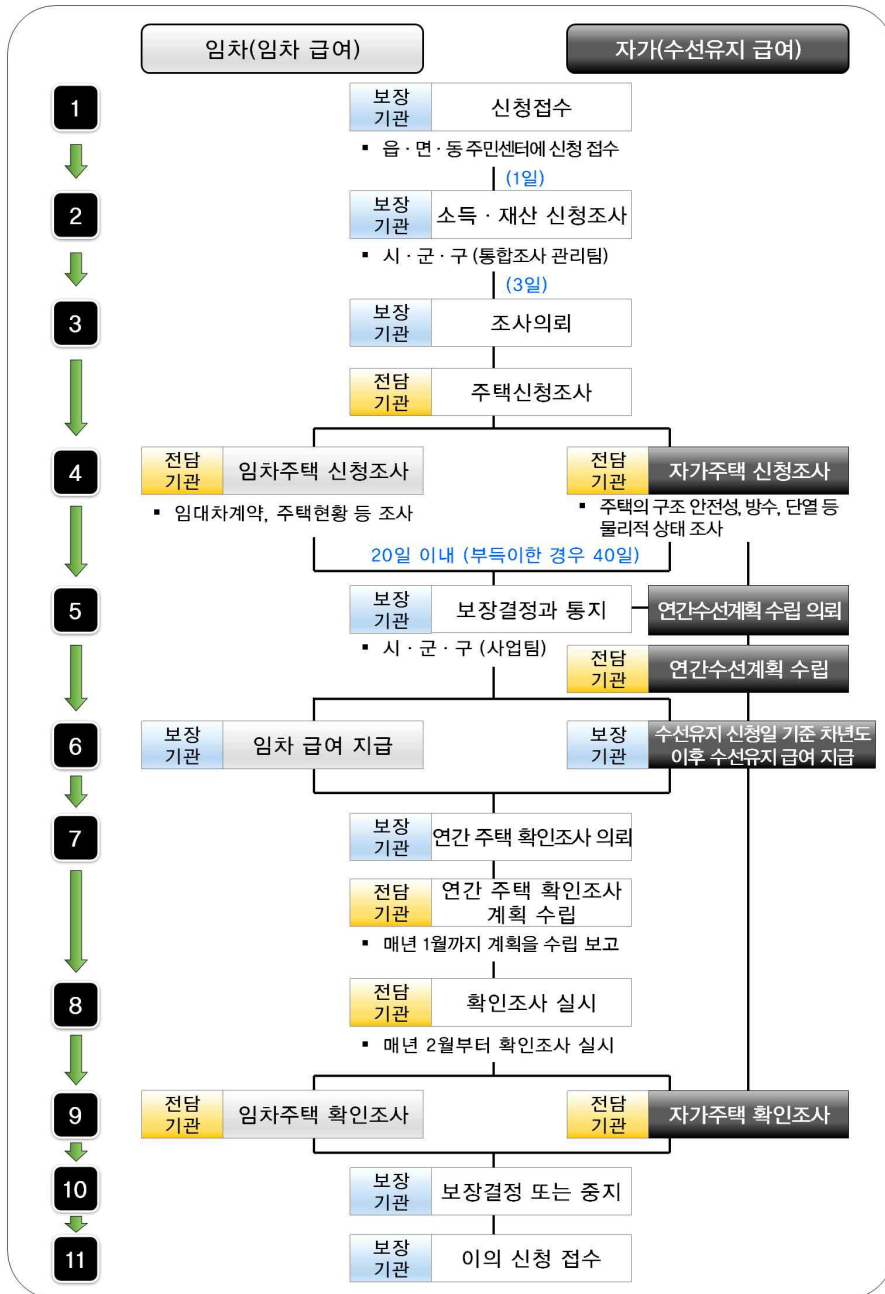 임차(임차 급여)
자가(수선유지 급여)
1
보장
기관
신청접수
▪ 읍·면·동 주민센터에 신청 접수
(1일)
2
보장
기관
소득·재산 신청조사
▪ 시·군·구 (통합조사 관리팀)
(3일)
3
보장
기관
조사의뢰
전담
기관
주택신청조사
4
전담
기관
임차주택 신청조사
▪ 임대차계약, 주택현황 등 조사
전담
기관
자가주택 신청조사
▪ 주택의 구조 안전성, 방수, 단열 등
물리적 상태 조사
20일 이내 (부득이한 경우 40일)
5
보장
기관
보장결정과 통지
연간수선계획 수립 의뢰
▪ 시·군·구 (사업팀)
전담
기관
연간수선계획 수립
6
보장
기관
임차 급여 지급
보장
기관
수선유지 신청일 기준 차년도
이후 수선유지 급여 지급
7
보장
기관
연간 주택 확인조사 의뢰
전담
기관
연간 주택 확인조사
계획 수립
▪ 매년 1월까지 계획을 수립 보고
8
전담
기관
확인조사 실시
▪ 매년 2월부터 확인조사 실시
9
전담
기관
임차주택 확인조사
전담
기관
자가주택 확인조사
10
보장
기관
보장결정 또는 중지
11
보장
기관
이의 신청 접수